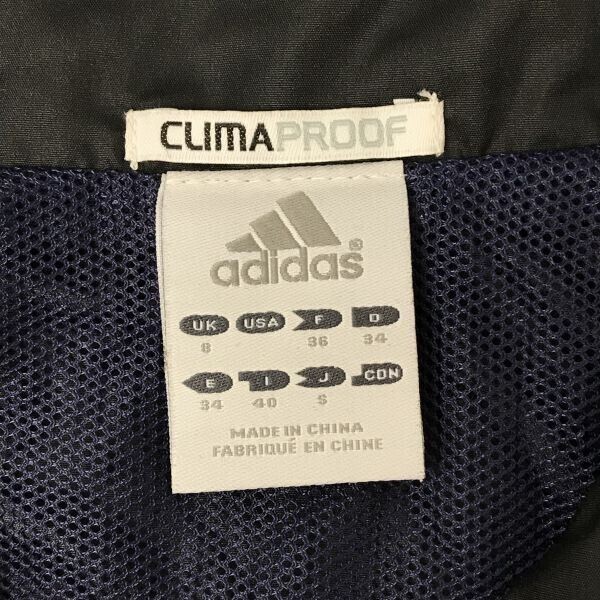 CLIMAPROOF
adidas®
UK USA F D
8 36 34
E I J CDN
34 40 S
MADE IN CHINA
FABRIQUÉ EN CHINE